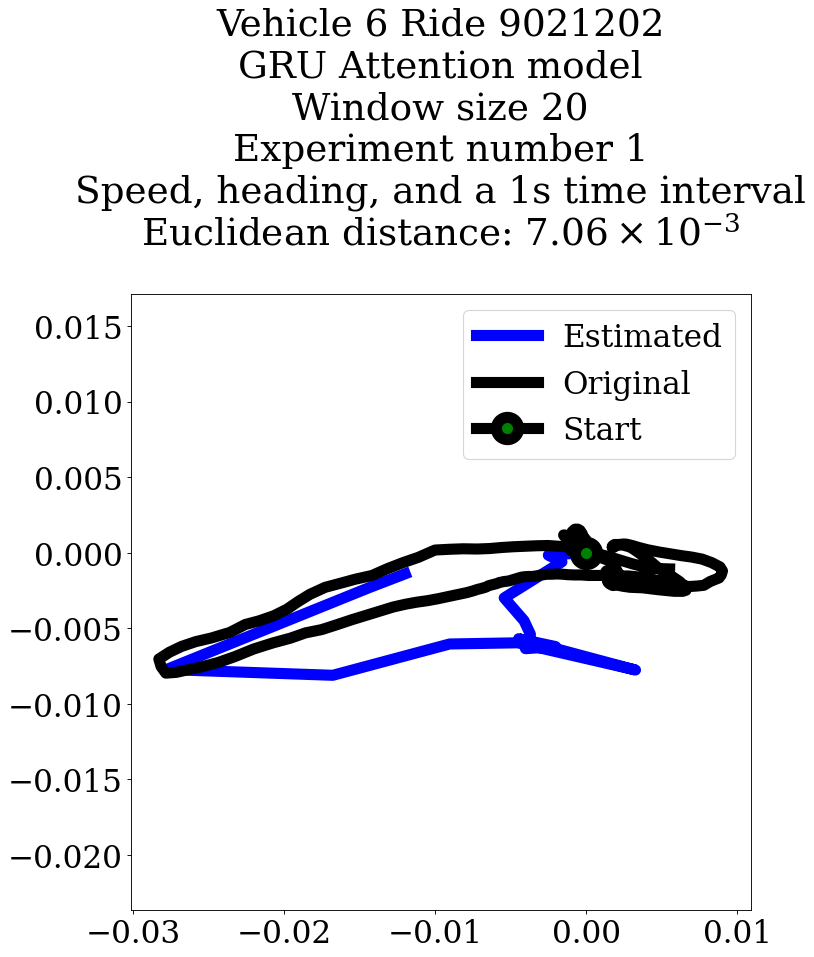 Vehicle 6 Ride 9021202
GRU Attention model
Window size 20
Experiment number 1
Speed, heading, and a 1s time interval
Euclidean distance: 7.06 × 10⁻³
Estimated
Original
Start
0.015
0.010
0.005
0.000
−0.005
−0.010
−0.015
−0.020
−0.03 −0.02 −0.01 0.00 0.01